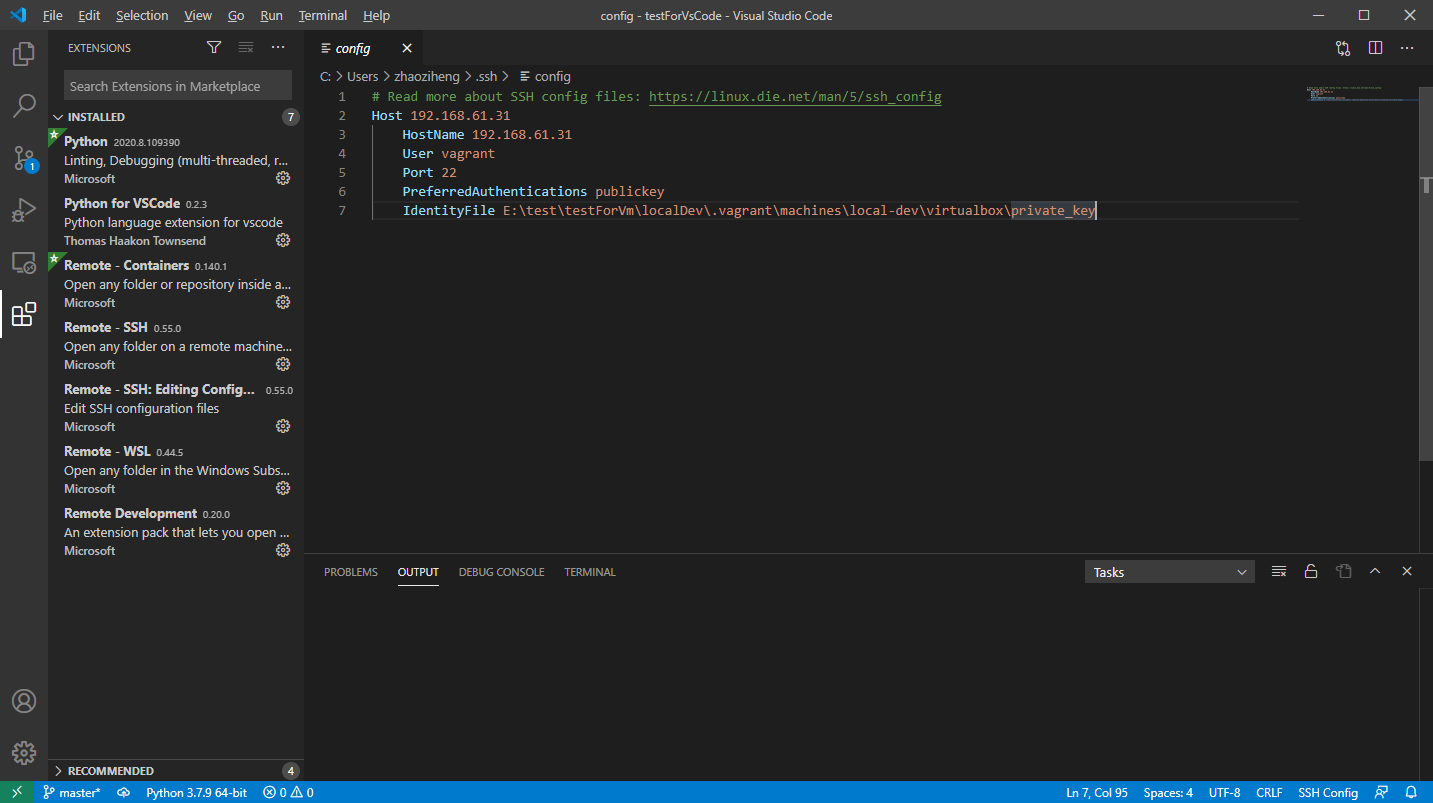 File Edit Selection View Go Run Terminal Help
config - testForVsCode - Visual Studio Code
EXTENSIONS
Search Extensions in Marketplace
INSTALLED 7
Python 2020.8.109390
Linting, Debugging (multi-threaded, r...
Microsoft
Python for VSCode 0.2.3
Python language extension for vscode
Thomas Haakon Townsend
Remote - Containers 0.140.1
Open any folder or repository inside a...
Microsoft
Remote - SSH 0.55.0
Open any folder on a remote machine...
Microsoft
Remote - SSH: Editing Config... 0.55.0
Edit SSH configuration files
Microsoft
Remote - WSL 0.44.5
Open any folder in the Windows Subs...
Microsoft
Remote Development 0.20.0
An extension pack that lets you open ...
Microsoft
RECOMMENDED 4
1
config
C: > Users > zhaoziheng > .ssh > config
1 # Read more about SSH config files: https://linux.die.net/man/5/ssh_config
2 Host 192.168.61.31
3 HostName 192.168.61.31
4 User vagrant
5 Port 22
6 PreferredAuthentications publickey
7 IdentityFile E:\test\testForVm\localDev\.vagrant\machines\local-dev\virtualbox\private_key
PROBLEMS OUTPUT DEBUG CONSOLE TERMINAL
Tasks
master* Python 3.7.9 64-bit 0 0
Ln 7, Col 95 Spaces: 4 UTF-8 CRLF SSH Config